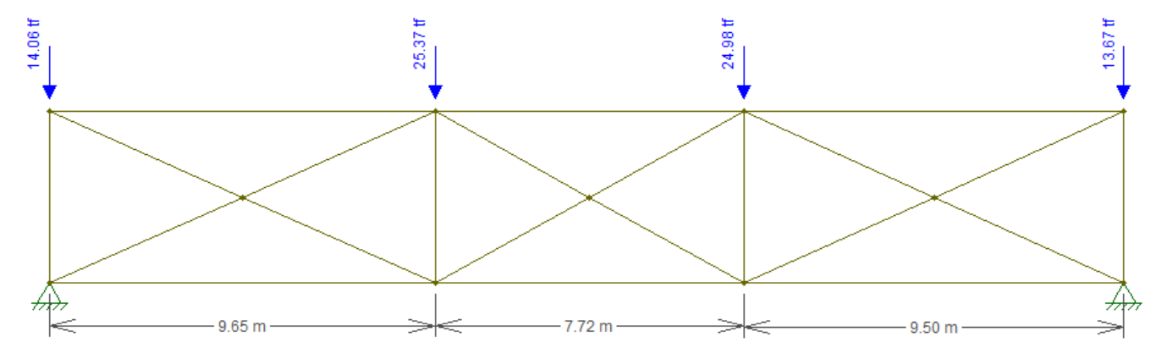 14.06 tf
25.37 tf
24.98 tf
13.67 tf
9.65 m
7.72 m
9.50 m